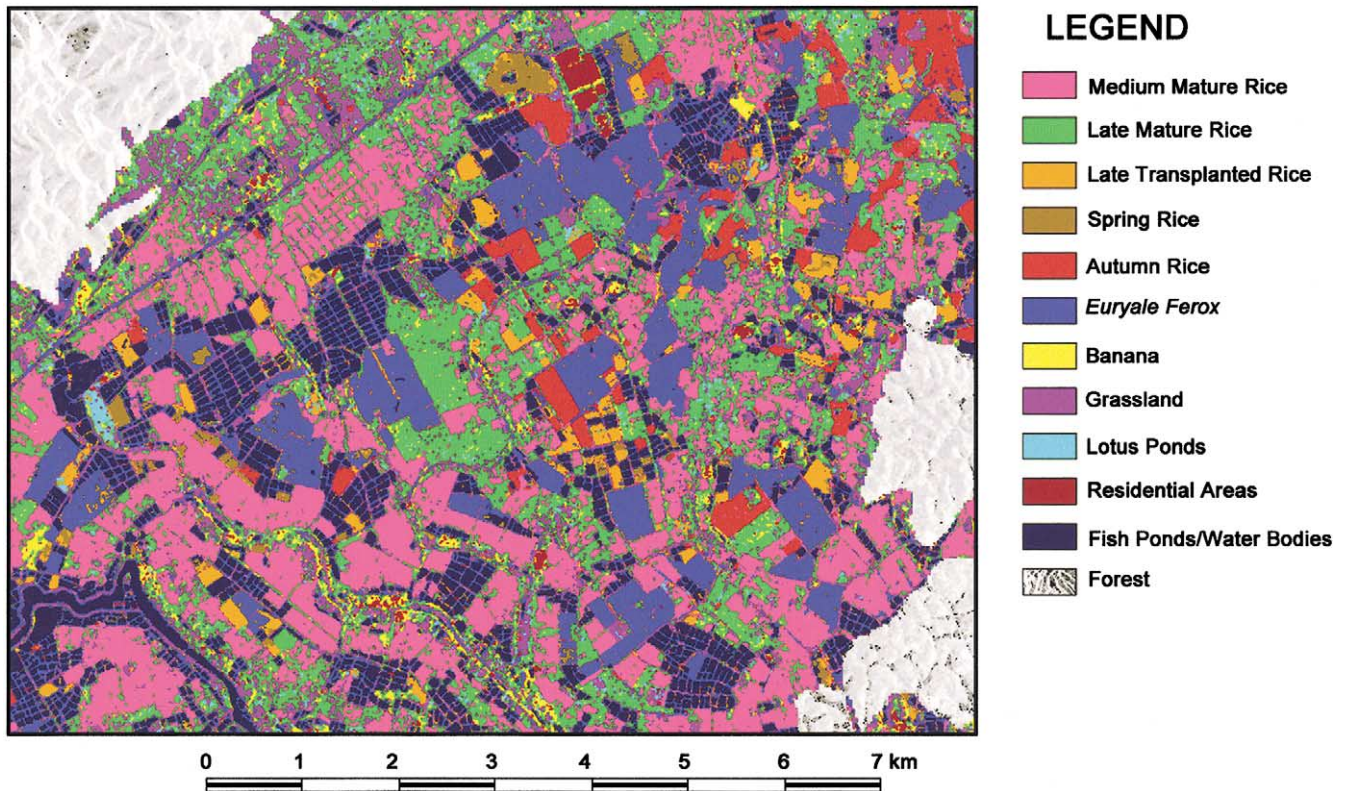 LEGEND
Medium Mature Rice
Late Mature Rice
Late Transplanted Rice
Spring Rice
Autumn Rice
Euryale Ferox
Banana
Grassland
Lotus Ponds
Residential Areas
Fish Ponds/Water Bodies
Forest
0 1 2 3 4 5 6 7 km